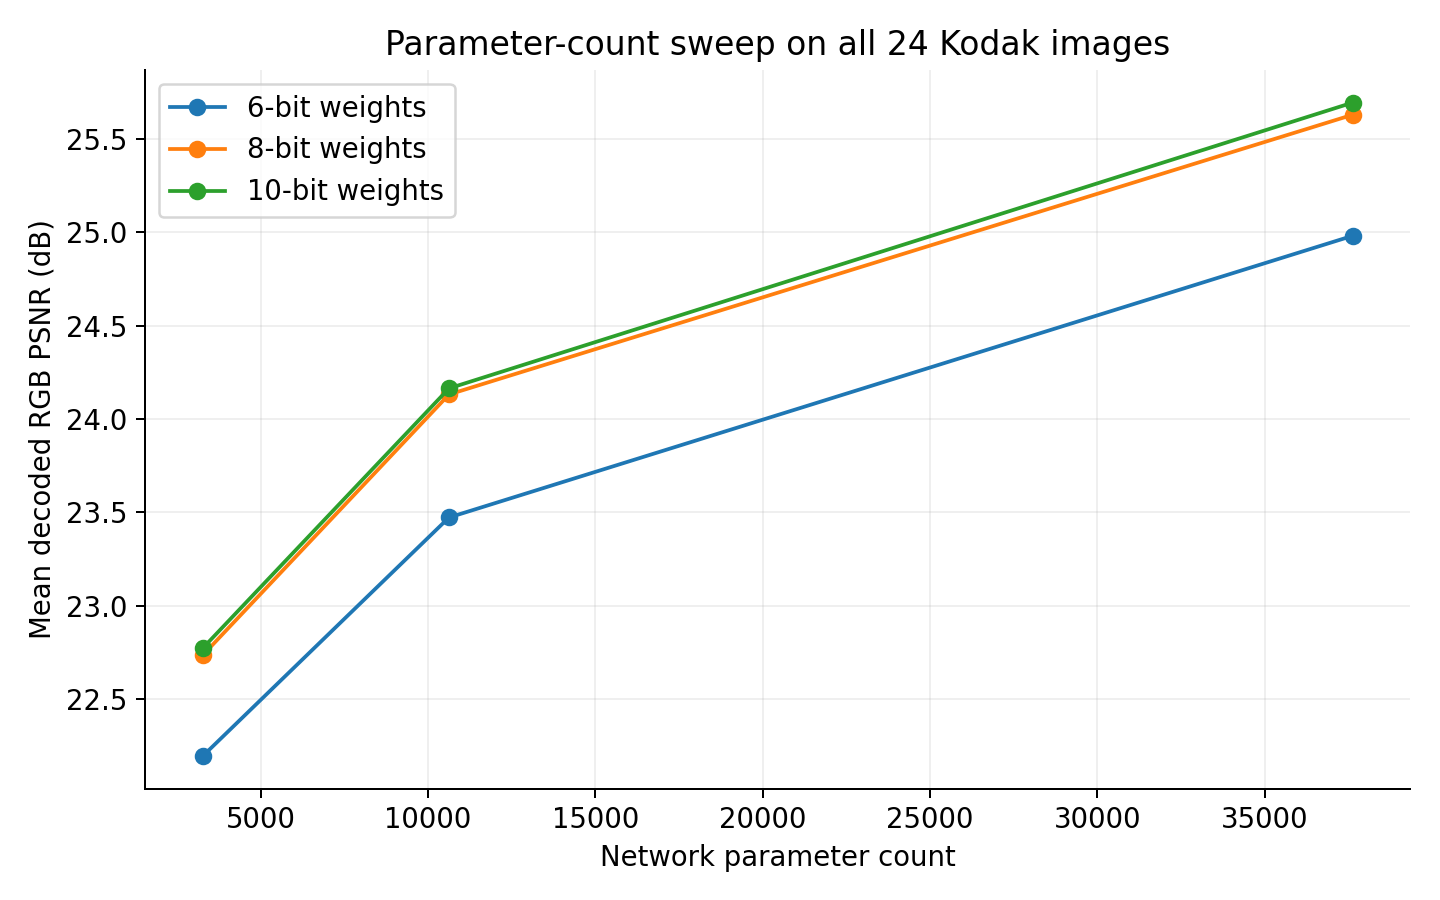 Parameter-count sweep on all 24 Kodak images
6-bit weights
8-bit weights
10-bit weights
Mean decoded RGB PSNR (dB)
25.5
25.0
24.5
24.0
23.5
23.0
22.5
5000 10000 15000 20000 25000 30000 35000
Network parameter count